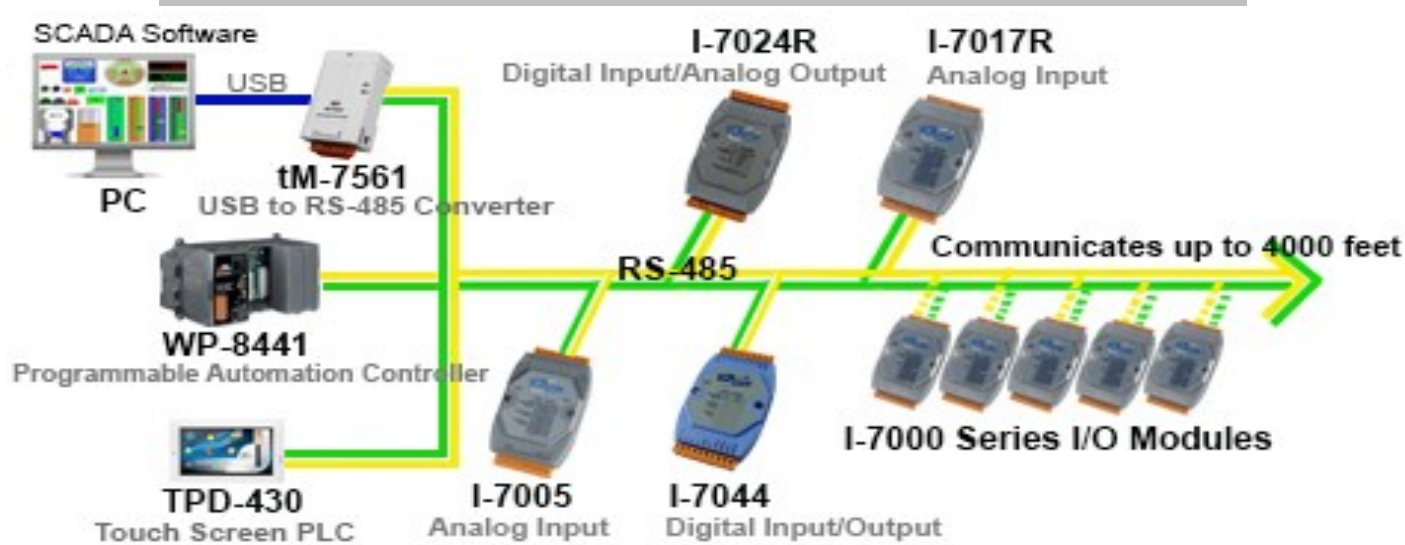 SCADA Software
USB
PC
tM-7561
USB to RS-485 Converter
WP-8441
Programmable Automation Controller
TPD-430
Touch Screen PLC
I-7024R
Digital Input/Analog Output
I-7017R
Analog Input
RS-485
Communicates up to 4000 feet
I-7005
Analog Input
I-7044
Digital Input/Output
I-7000 Series I/O Modules